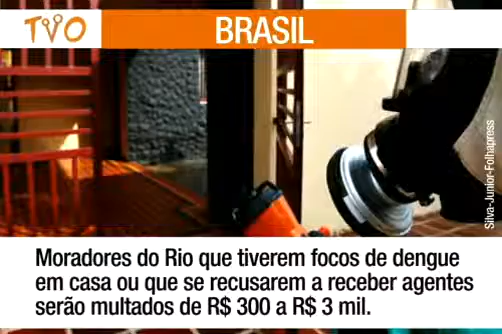 TVO
BRASIL
Silva-Junior-Folhapress
Moradores do Rio que tiverem focos de dengue
em casa ou que se recusarem a receber agentes
serão multados de R$ 300 a R$ 3 mil.